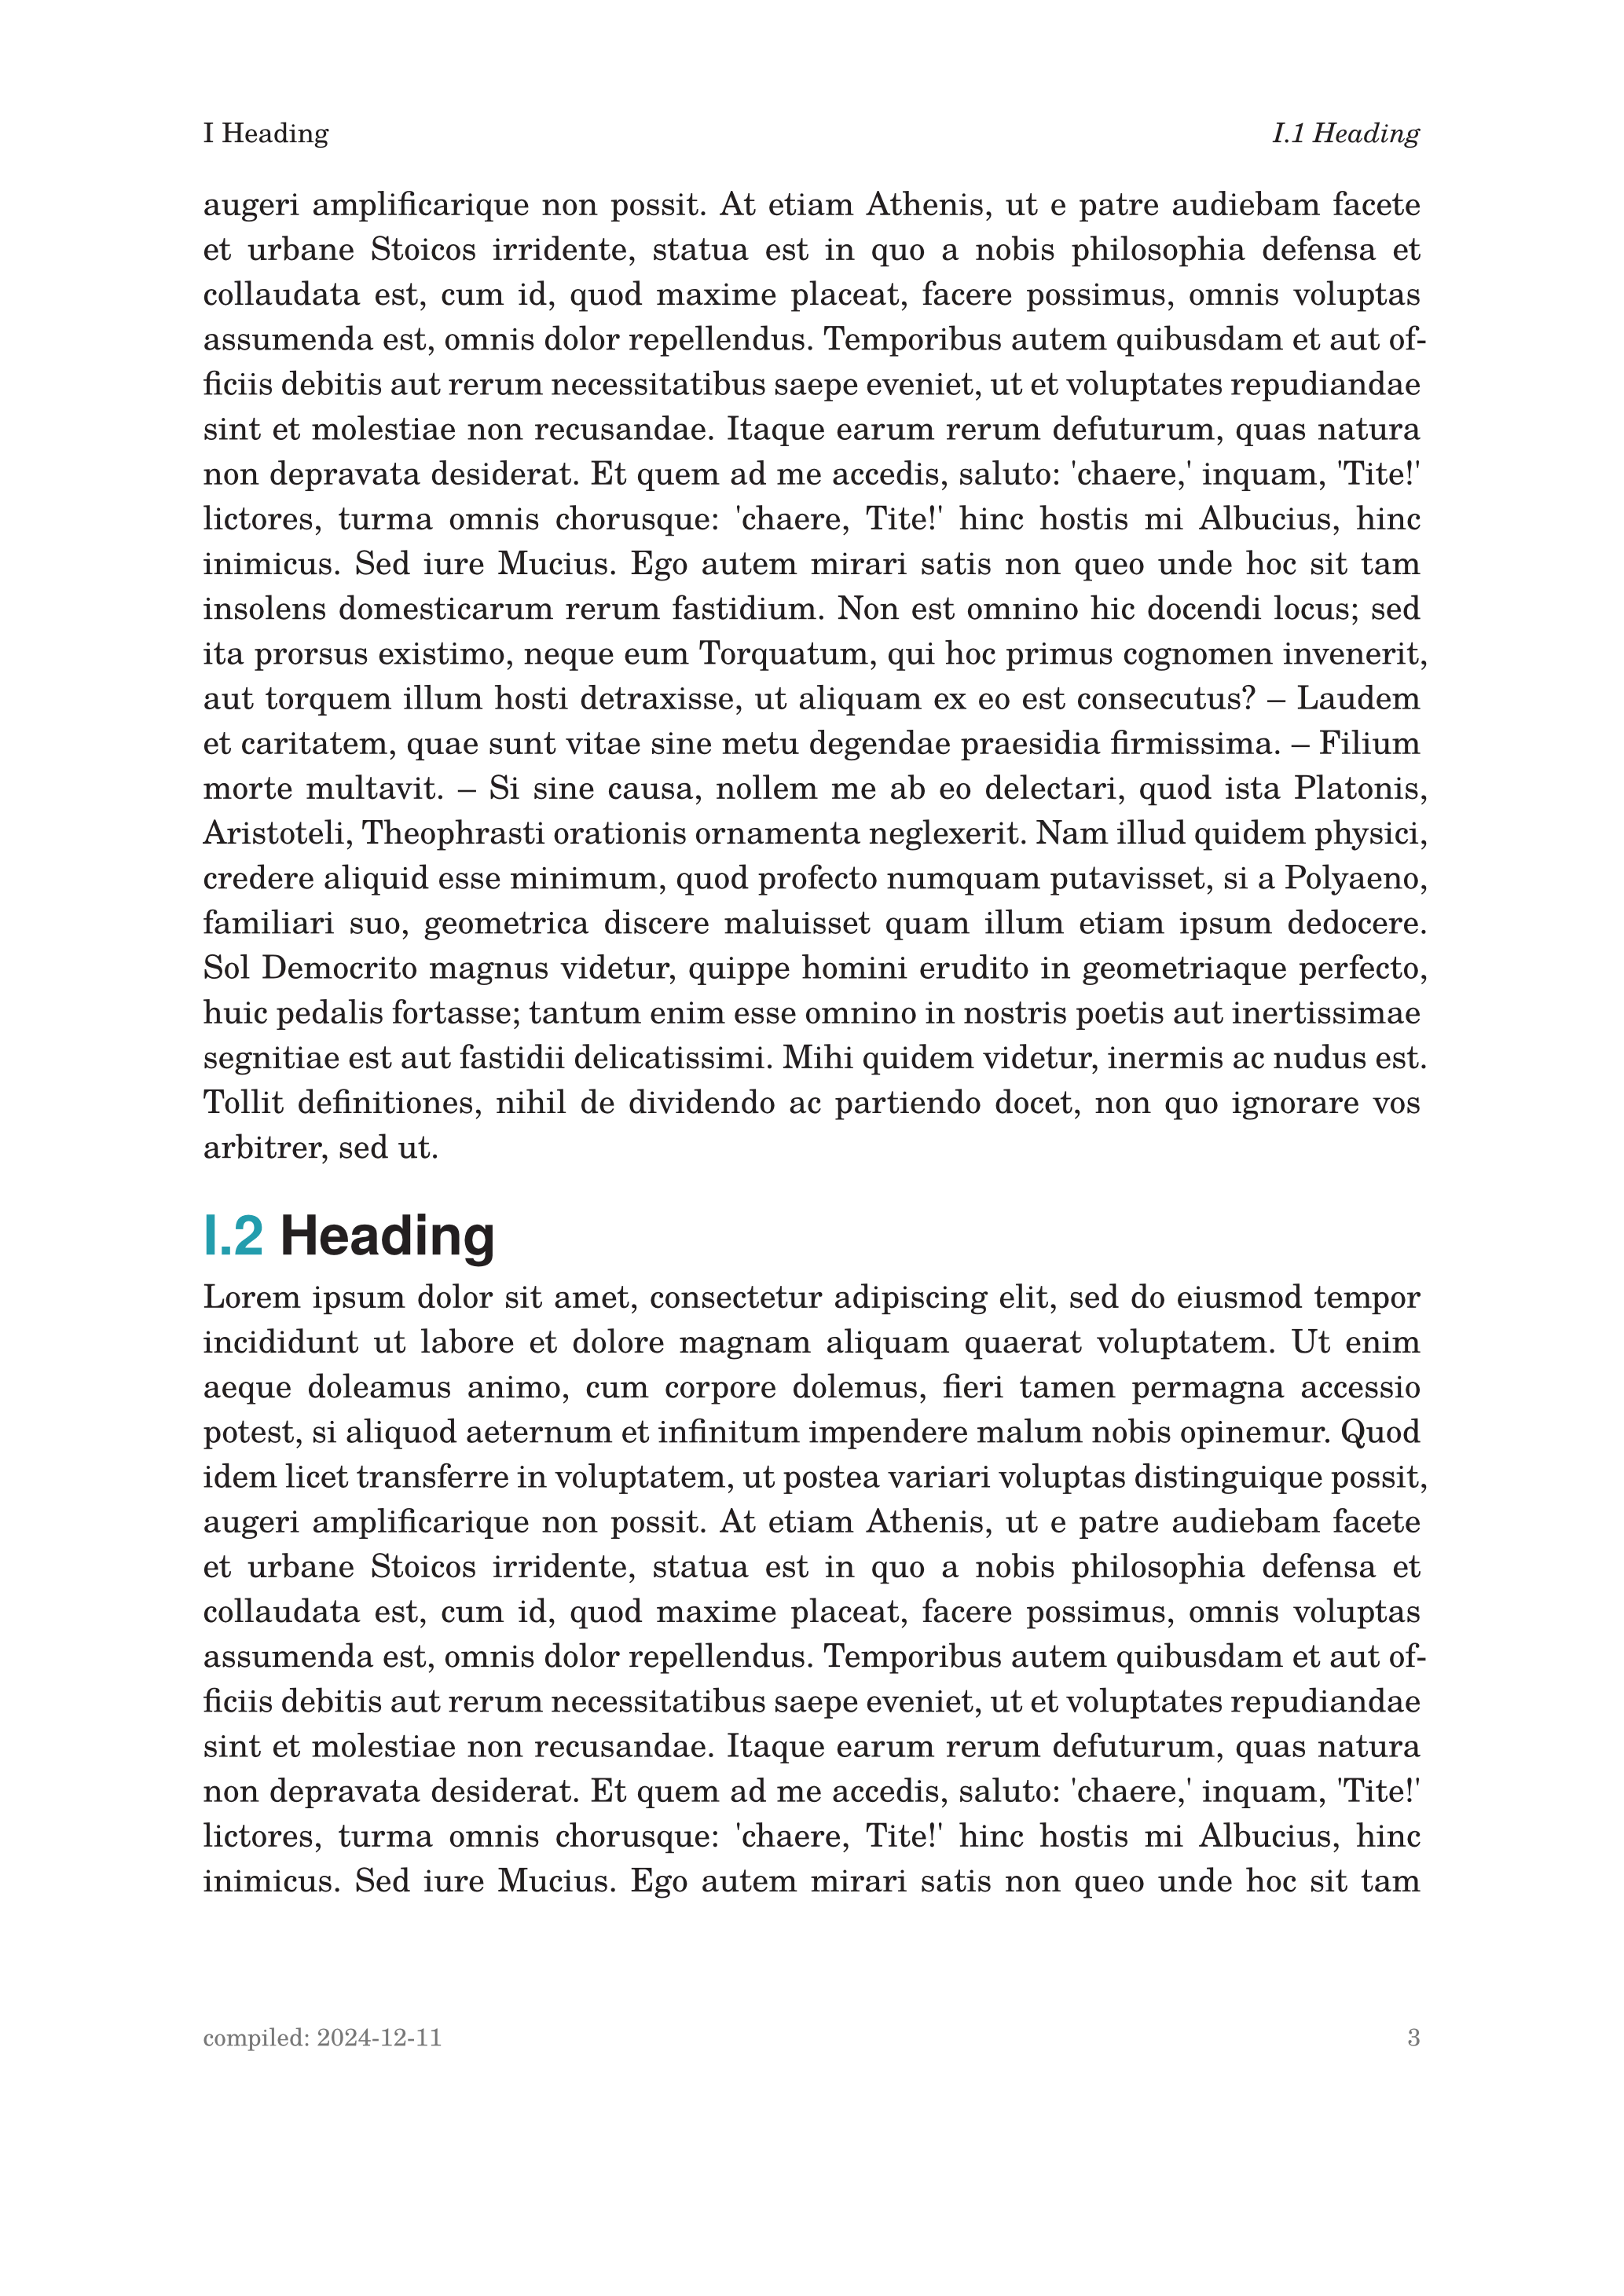 I Heading
I.1 Heading
augeri amplificarique non possit. At etiam Athenis, ut e patre audiebam facete
et urbane Stoicos irridente, statua est in quo a nobis philosophia defensa et
collaudata est, cum id, quod maxime placeat, facere possimus, omnis voluptas
assumenda est, omnis dolor repellendus. Temporibus autem quibusdam et aut of-
ficiis debitis aut rerum necessitatibus saepe eveniet, ut et voluptates repudiandae
sint et molestiae non recusandae. Itaque earum rerum defuturum, quas natura
non depravata desiderat. Et quem ad me accedis, saluto: 'chaere,' inquam, 'Tite!'
lictores, turma omnis chorusque: 'chaere, Tite!' hinc hostis mi Albucius, hinc
inimicus. Sed iure Mucius. Ego autem mirari satis non queo unde hoc sit tam
insolens domesticarum rerum fastidium. Non est omnino hic docendi locus; sed
ita prorsus existimo, neque eum Torquatum, qui hoc primus cognomen invenerit,
aut torquem illum hosti detraxisse, ut aliquam ex eo est consecutus? – Laudem
et caritatem, quae sunt vitae sine metu degendae praesidia firmissima. – Filium
morte multavit. – Si sine causa, nollem me ab eo delectari, quod ista Platonis,
Aristoteli, Theophrasti orationis ornamenta neglexerit. Nam illud quidem physici,
credere aliquid esse minimum, quod profecto numquam putavisset, si a Polyaeno,
familiari suo, geometrica discere maluisset quam illum etiam ipsum dedocere.
Sol Democrito magnus videtur, quippe homini erudito in geometriaque perfecto,
huic pedalis fortasse; tantum enim esse omnino in nostris poetis aut inertissimae
segnitiae est aut fastidii delicatissimi. Mihi quidem videtur, inermis ac nudus est.
Tollit definitiones, nihil de dividendo ac partiendo docet, non quo ignorare vos
arbitrer, sed ut.
I.2 Heading
Lorem ipsum dolor sit amet, consectetur adipiscing elit, sed do eiusmod tempor
incididunt ut labore et dolore magnam aliquam quaerat voluptatem. Ut enim
aeque doleamus animo, cum corpore dolemus, fieri tamen permagna accessio
potest, si aliquod aeternum et infinitum impendere malum nobis opinemur. Quod
idem licet transferre in voluptatem, ut postea variari voluptas distinguique possit,
augeri amplificarique non possit. At etiam Athenis, ut e patre audiebam facete
et urbane Stoicos irridente, statua est in quo a nobis philosophia defensa et
collaudata est, cum id, quod maxime placeat, facere possimus, omnis voluptas
assumenda est, omnis dolor repellendus. Temporibus autem quibusdam et aut of-
ficiis debitis aut rerum necessitatibus saepe eveniet, ut et voluptates repudiandae
sint et molestiae non recusandae. Itaque earum rerum defuturum, quas natura
non depravata desiderat. Et quem ad me accedis, saluto: 'chaere,' inquam, 'Tite!'
lictores, turma omnis chorusque: 'chaere, Tite!' hinc hostis mi Albucius, hinc
inimicus. Sed iure Mucius. Ego autem mirari satis non queo unde hoc sit tam
compiled: 2024-12-11
3